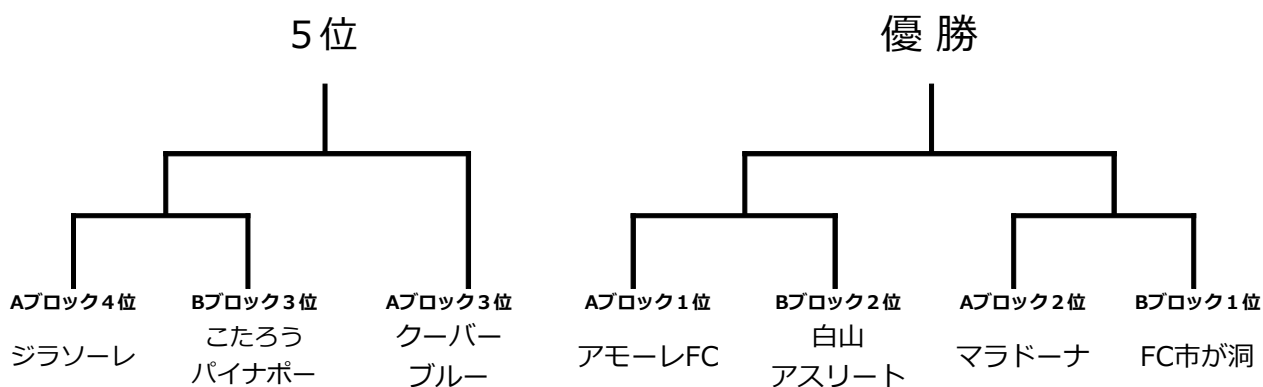 5位
優勝
Aブロック4位
Bブロック3位
Aブロック3位
Aブロック1位
Bブロック2位
Aブロック2位
Bブロック1位
ジラソーレ
こたろう
パイナポー
クーバー
ブルー
アモーレFC
白山
アスリート
マラドーナ
FC市が洞